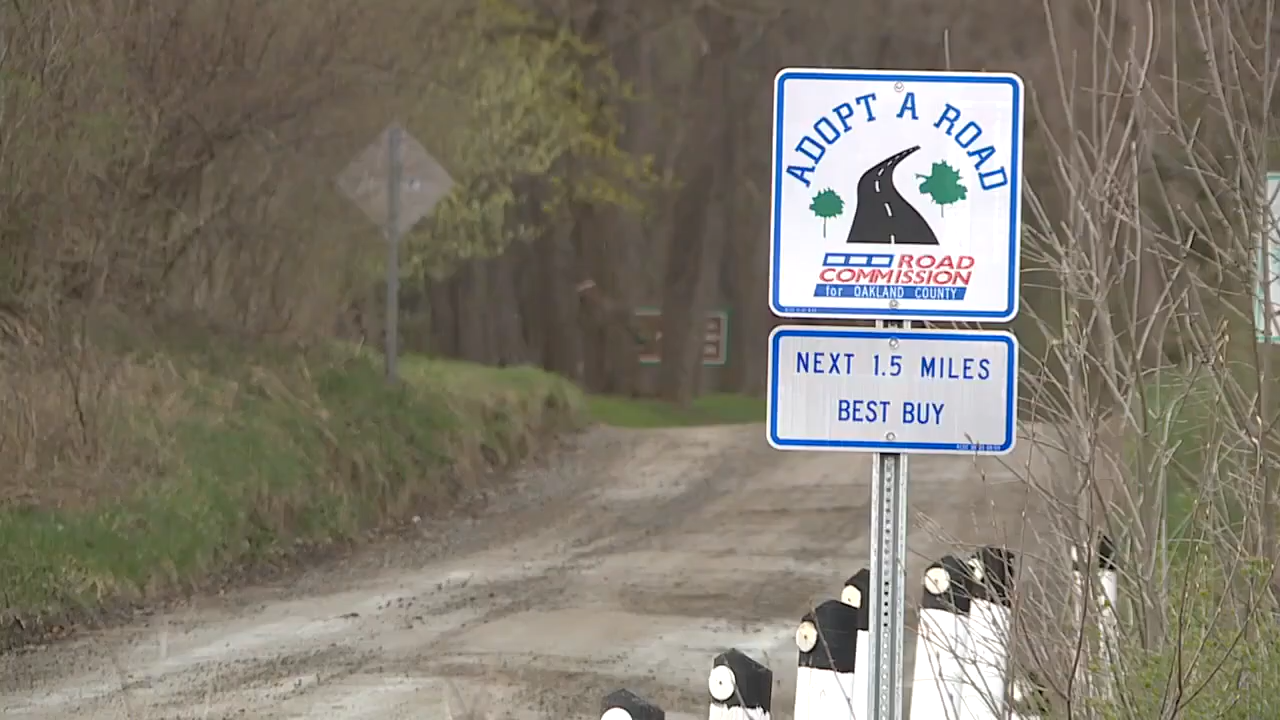 ADOPT A ROAD
ROAD
COMMISSION
for OAKLAND COUNTY
NEXT 1.5 MILES
BEST BUY